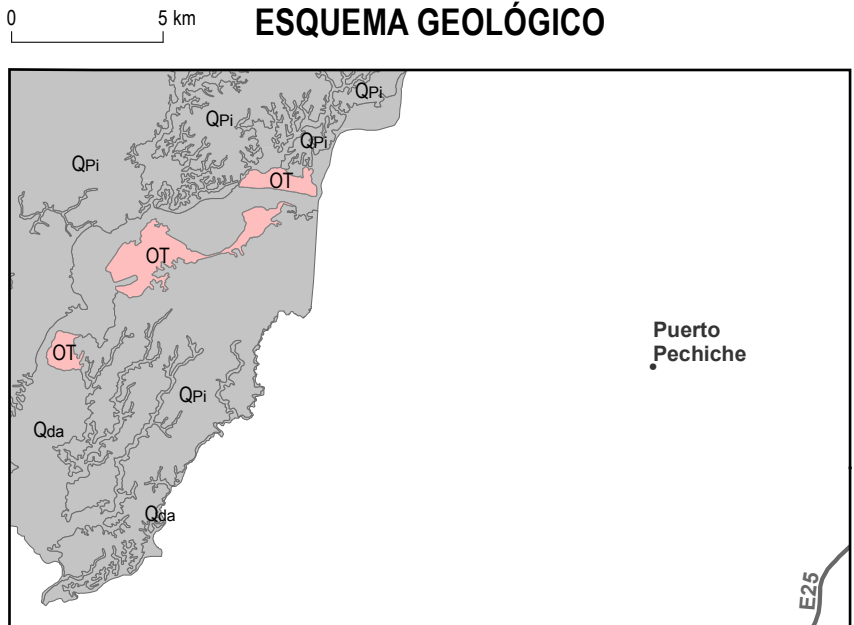 0 5 km ESQUEMA GEOLÓGICO
QPi
QPi
QPi
QPi
OT
OT
Puerto
Pechiche
OT
QPi
Qda
Qda
E25